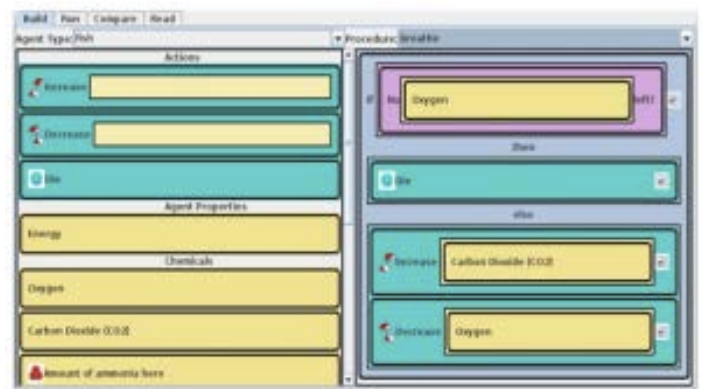 Build Run Compare Read
Agent Type: Fish
Procedure: breathe
Actions
Increase
Decrease
Die
Agent Properties
Energy
Chemicals
Oxygen
Carbon Dioxide (CO2)
Amount of ammonia here
If No Oxygen left?
then
Die
else
Increase Carbon Dioxide (CO2)
Decrease Oxygen